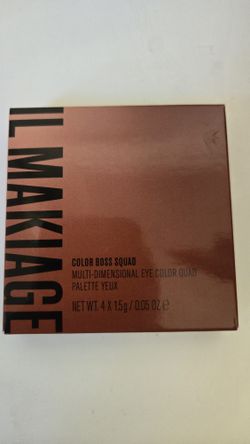 IL MAKIAGE
COLOR BOSS SQUAD
MULTI-DIMENSIONAL EYE COLOR QUAD
PALETTE YEUX
NET WT. 4 X 1.5g / 0.05 OZ ℮